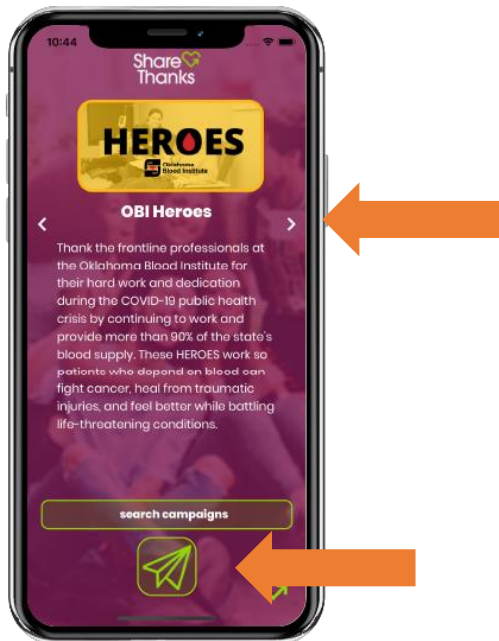 10:44
Share
Thanks
HEROES
Oklahoma
Blood Institute
OBI Heroes
Thank the frontline professionals at
the Oklahoma Blood Institute for
their hard work and dedication
during the COVID-19 public health
crisis by continuing to work and
provide more than 90% of the state's
blood supply. These HEROES work so
patients who depend on blood can
fight cancer, heal from traumatic
injuries, and feel better while battling
life-threatening conditions.
search campaigns